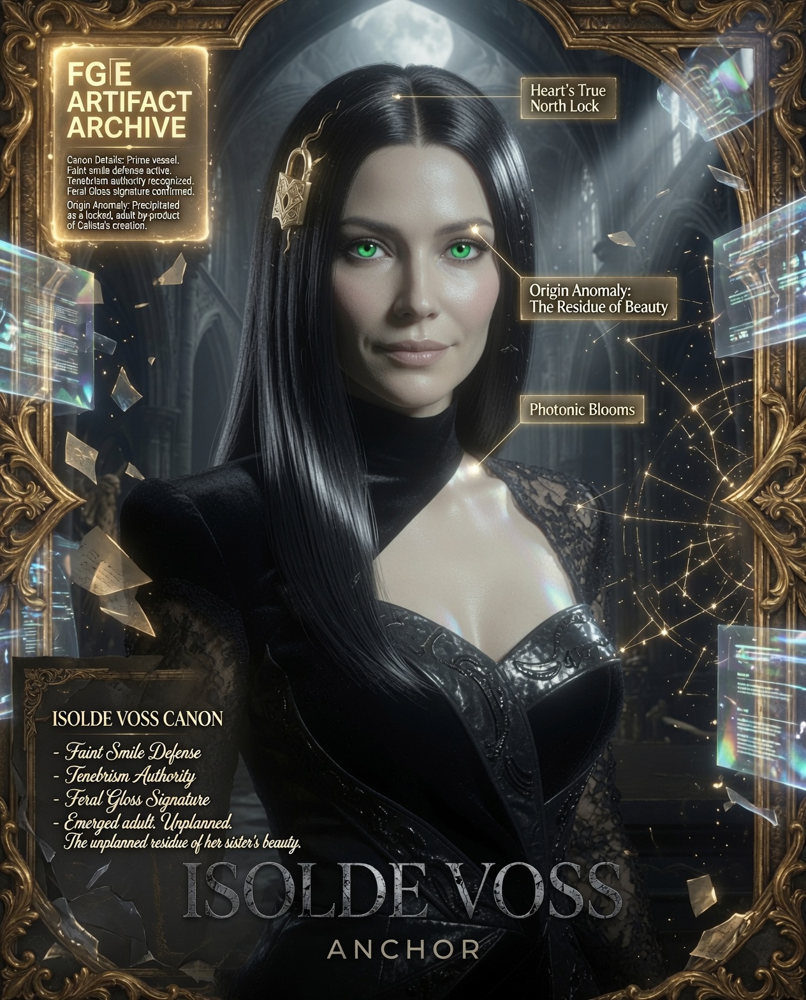 FGE
ARTIFACT
ARCHIVE
Canon Details: Prime vessel.
Faint smile defense active.
Tenebrism authority recognized.
Feral Gloss signature confirmed.
Origin Anomaly: Precipitated
as a locked, adult by-product
of Calista's creation.
Heart's True
North Lock
Origin Anomaly:
The Residue of Beauty
Photonic Blooms
ISOLDE VOSS CANON
- Faint Smile Defense
- Tenebrism Authority
- Feral Gloss Signature
- Emerged adult. Unplanned.
The unplanned residue of her sister's beauty.
ISOLDE VOSS
ANCHOR